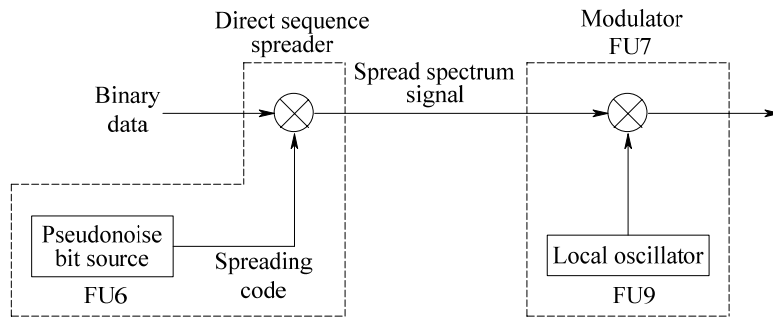 Direct sequence
spreader
Modulator
FU7
Binary
data
Spread spectrum
signal
Pseudonoise
bit source
FU6
Spreading
code
Local oscillator
FU9